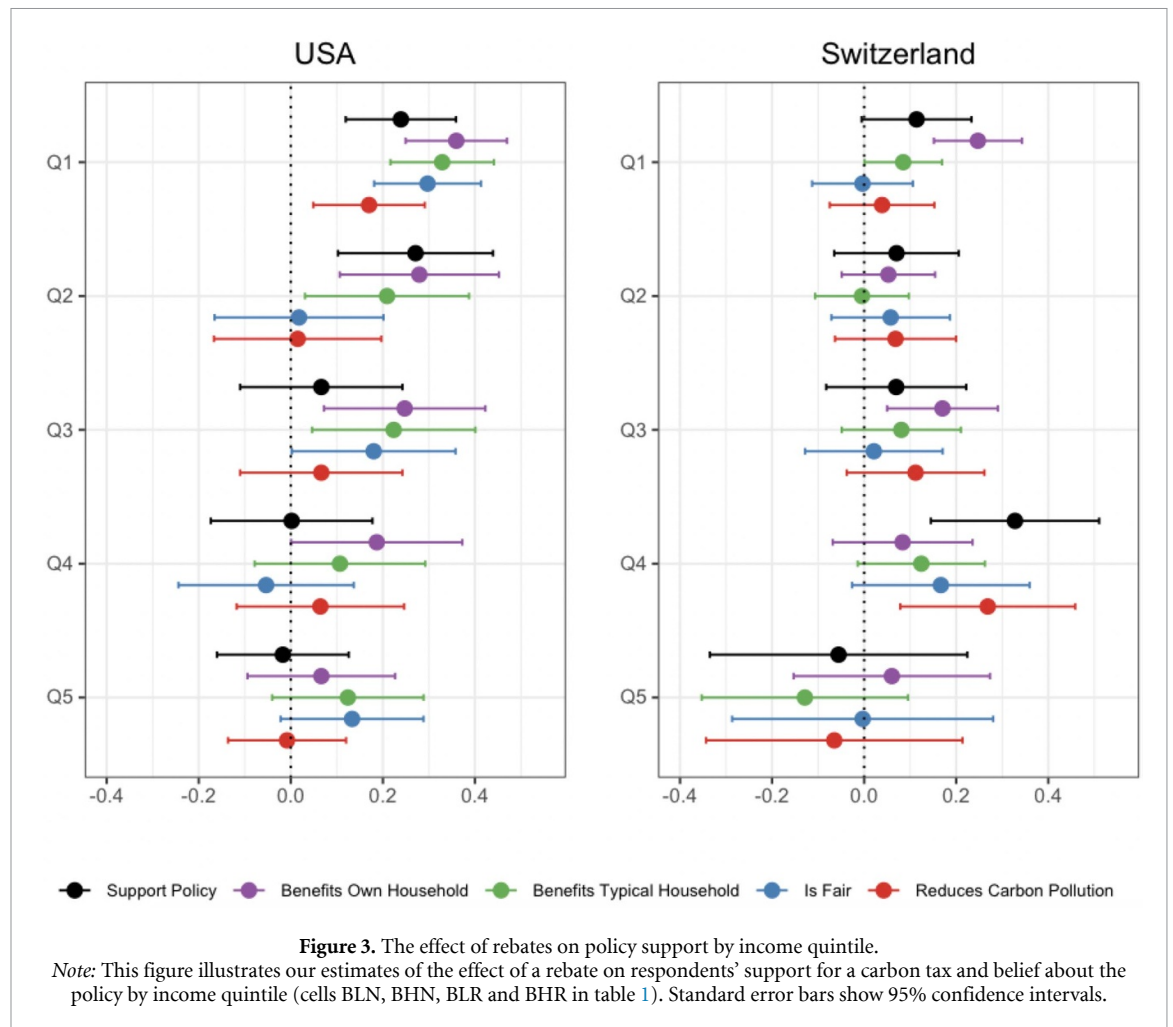 USA
Switzerland
Q1
Q2
Q3
Q4
Q5
-0.4 -0.2 0.0 0.2 0.4
Q1
Q2
Q3
Q4
Q5
-0.4 -0.2 0.0 0.2 0.4
Support Policy Benefits Own Household Benefits Typical Household Is Fair Reduces Carbon Pollution
Figure 3. The effect of rebates on policy support by income quintile.
Note: This figure illustrates our estimates of the effect of a rebate on respondents' support for a carbon tax and belief about the
policy by income quintile (cells BLN, BHN, BLR and BHR in table 1). Standard error bars show 95% confidence intervals.